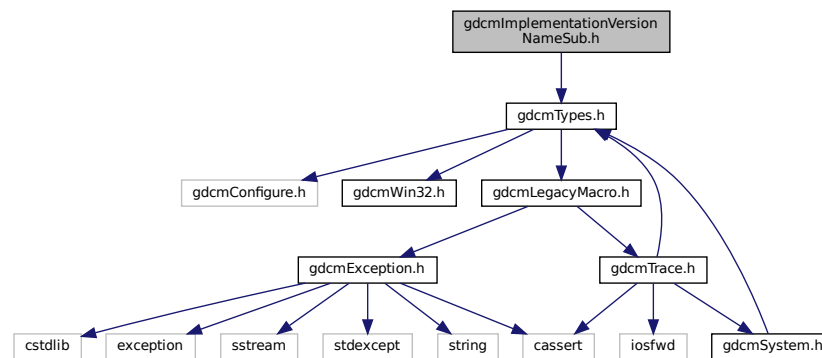 gdcmImplementationVersion
NameSub.h
gdcmTypes.h
gdcmConfigure.h
gdcmWin32.h
gdcmLegacyMacro.h
gdcmException.h
gdcmTrace.h
cstdlib
exception
sstream
stdexcept
string
cassert
iosfwd
gdcmSystem.h